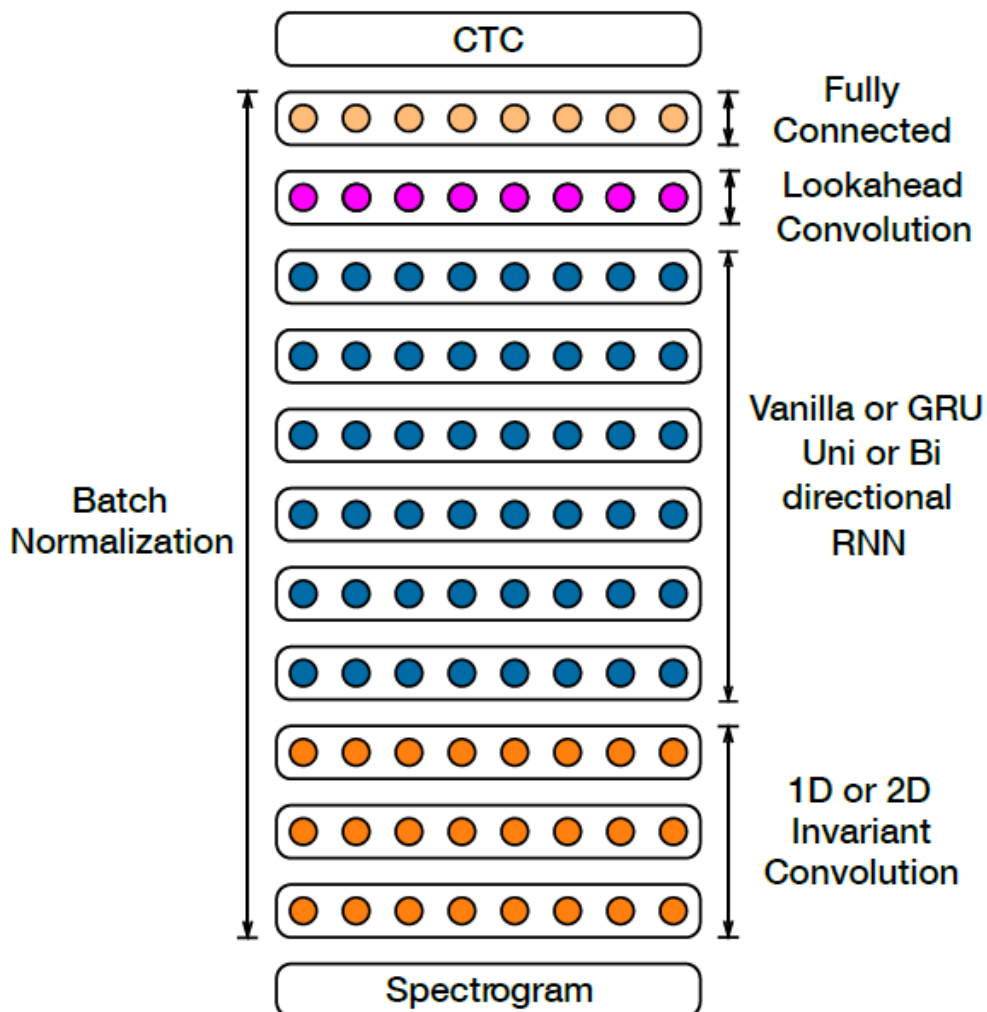 CTC
Fully
Connected
Lookahead
Convolution
Vanilla or GRU
Uni or Bi
directional
RNN
Batch
Normalization
1D or 2D
Invariant
Convolution
Spectrogram